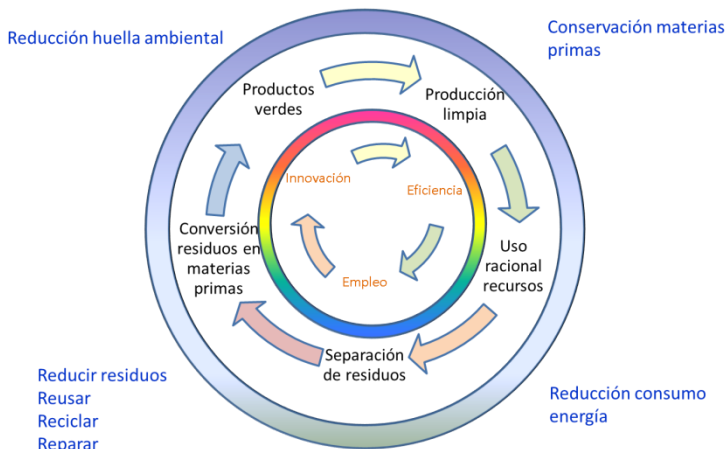 Reducción huella ambiental
Conservación materias
primas
Productos
verdes
Producción
limpia
Innovación
Eficiencia
Empleo
Conversión
residuos en
materias
primas
Uso
racional
recursos
Separación
de residuos
Reducir residuos
Reusar
Reciclar
Reparar
Reducción consumo
energía